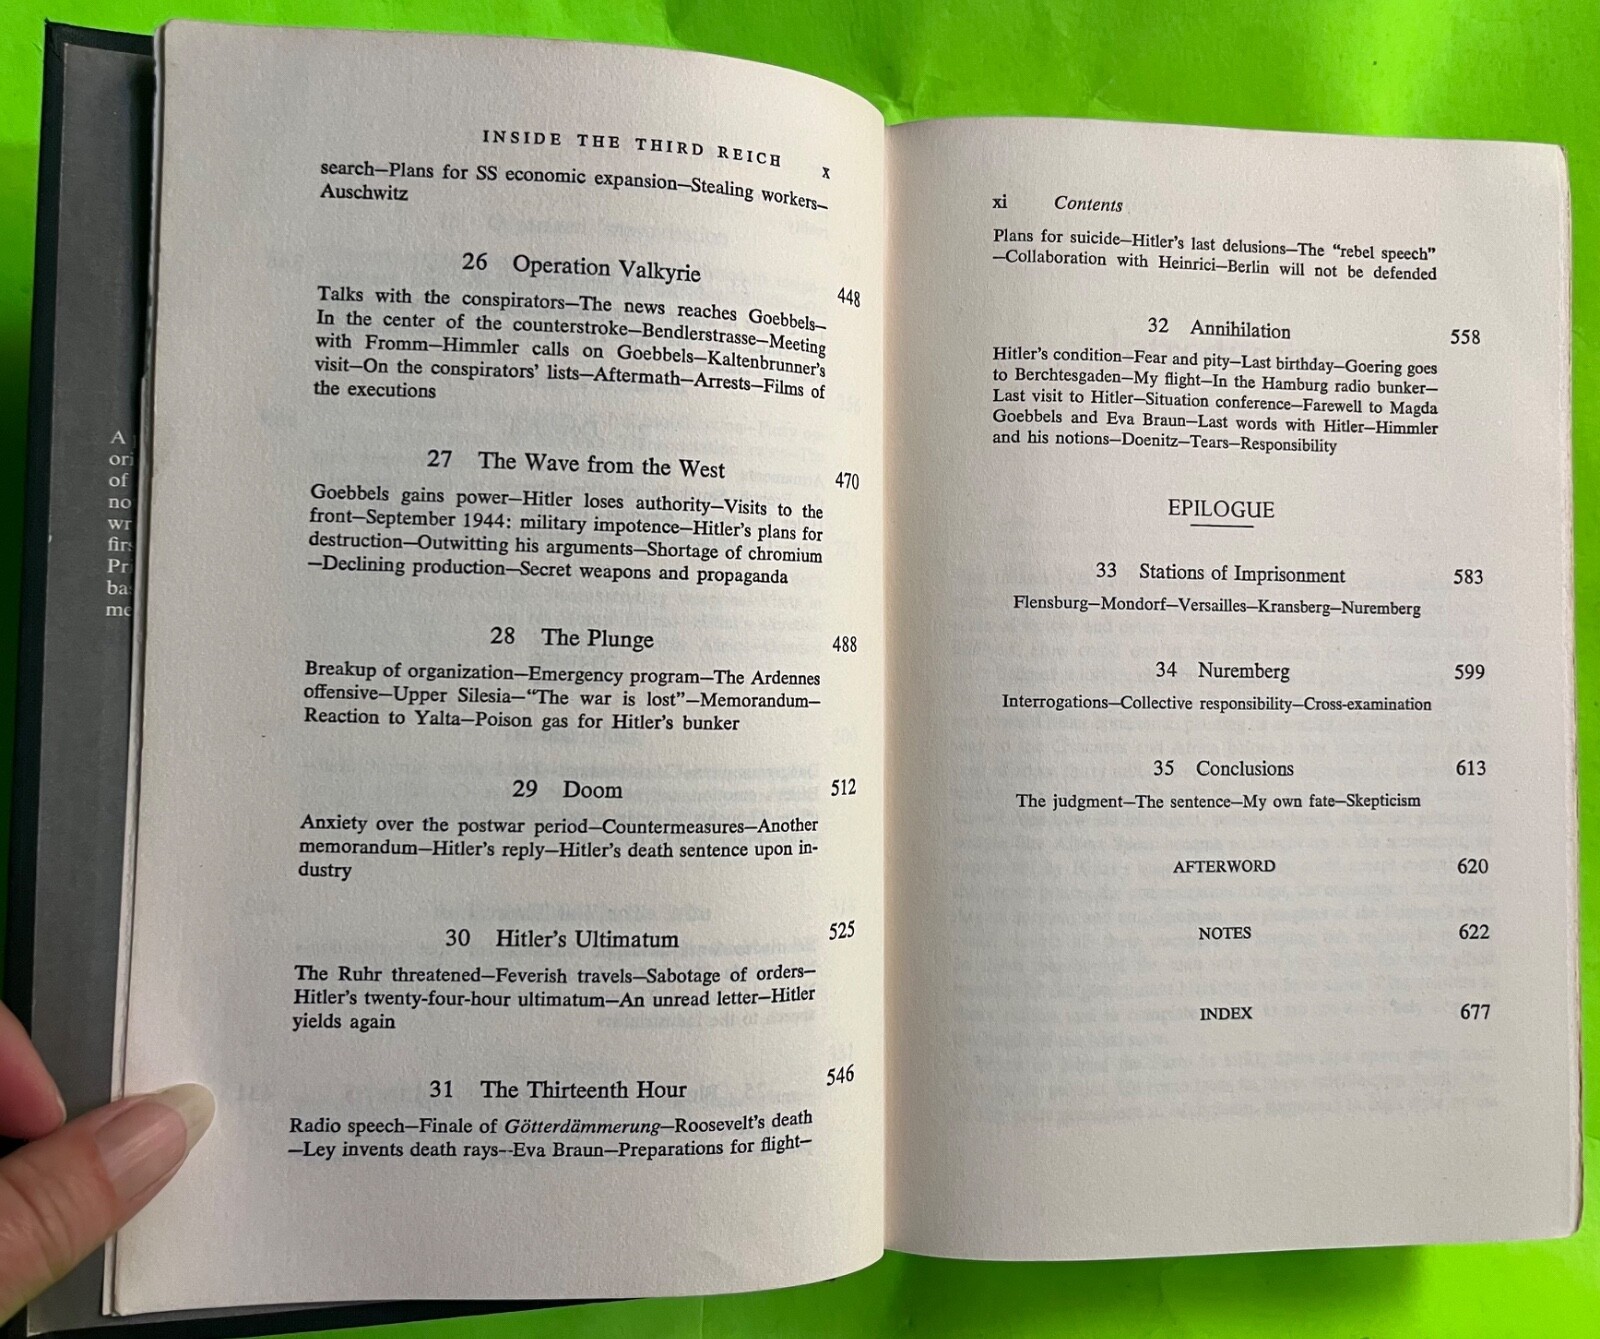 A
ori
of
no
wr
firs
Pr
ba
me
INSIDE THE THIRD REICH x
search—Plans for SS economic expansion—Stealing workers—
Auschwitz
26 Operation Valkyrie 448
Talks with the conspirators—The news reaches Goebbels—
In the center of the counterstroke—Bendlerstrasse—Meeting
with Fromm—Himmler calls on Goebbels—Kaltenbrunner's
visit—On the conspirators' lists—Aftermath—Arrests—Films of
the executions
27 The Wave from the West 470
Goebbels gains power—Hitler loses authority—Visits to the
front—September 1944: military impotence—Hitler's plans for
destruction—Outwitting his arguments—Shortage of chromium
—Declining production—Secret weapons and propaganda
28 The Plunge 488
Breakup of organization—Emergency program—The Ardennes
offensive—Upper Silesia—"The war is lost"—Memorandum—
Reaction to Yalta—Poison gas for Hitler's bunker
29 Doom 512
Anxiety over the postwar period—Countermeasures—Another
memorandum—Hitler's reply—Hitler's death sentence upon in-
dustry
30 Hitler's Ultimatum 525
The Ruhr threatened—Feverish travels—Sabotage of orders—
Hitler's twenty-four-hour ultimatum—An unread letter—Hitler
yields again
31 The Thirteenth Hour 546
Radio speech—Finale of Götterdämmerung—Roosevelt's death
—Ley invents death rays--Eva Braun—Preparations for flight—
xi Contents
Plans for suicide—Hitler's last delusions—The "rebel speech"
—Collaboration with Heinrici—Berlin will not be defended
32 Annihilation 558
Hitler's condition—Fear and pity—Last birthday—Goering goes
to Berchtesgaden—My flight—In the Hamburg radio bunker—
Last visit to Hitler—Situation conference—Farewell to Magda
Goebbels and Eva Braun—Last words with Hitler—Himmler
and his notions—Doenitz—Tears—Responsibility
EPILOGUE
33 Stations of Imprisonment 583
Flensburg—Mondorf—Versailles—Kransberg—Nuremberg
34 Nuremberg 599
Interrogations—Collective responsibility—Cross-examination
35 Conclusions 613
The judgment—The sentence—My own fate—Skepticism
AFTERWORD 620
NOTES 622
INDEX 677